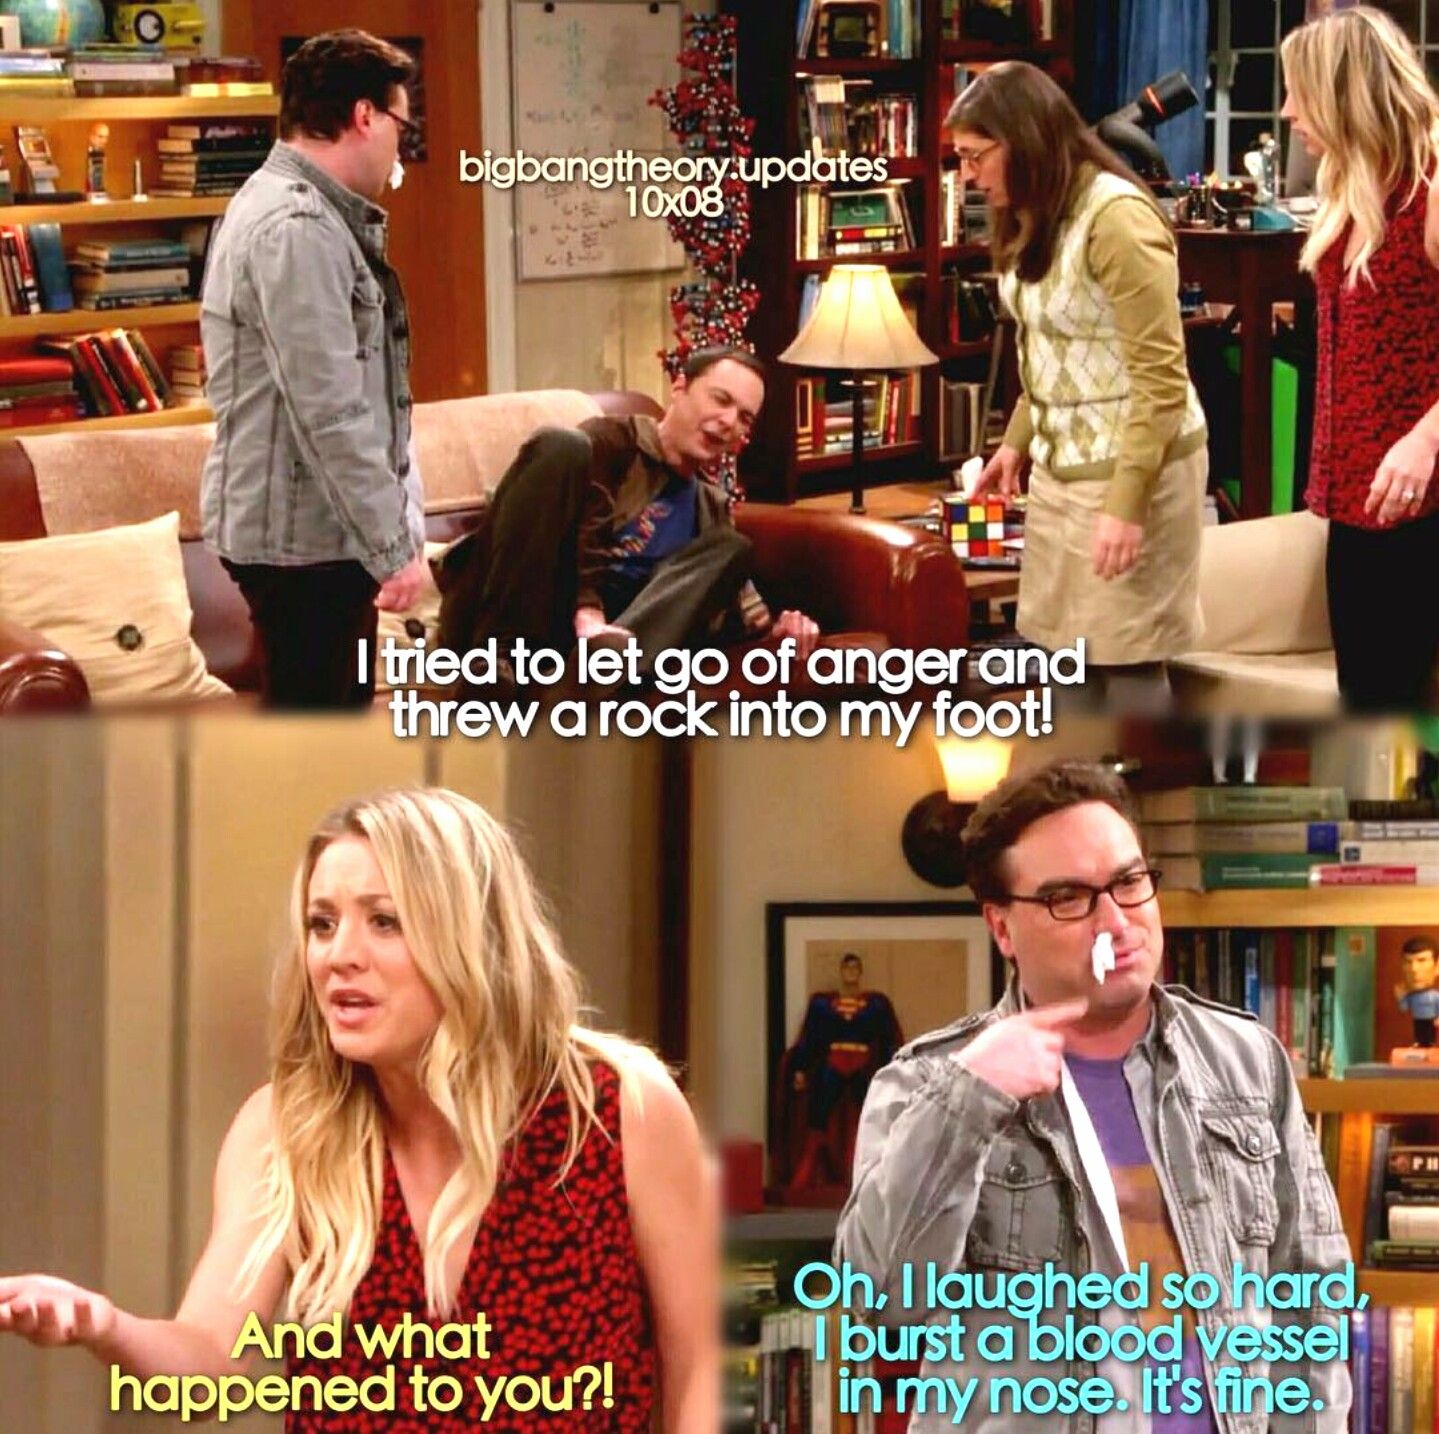 bigbangtheory.updates
10x08
I tried to let go of anger and
threw a rock into my foot!
And what
happened to you?!
Oh, I laughed so hard,
I burst a blood vessel
in my nose. It's fine.